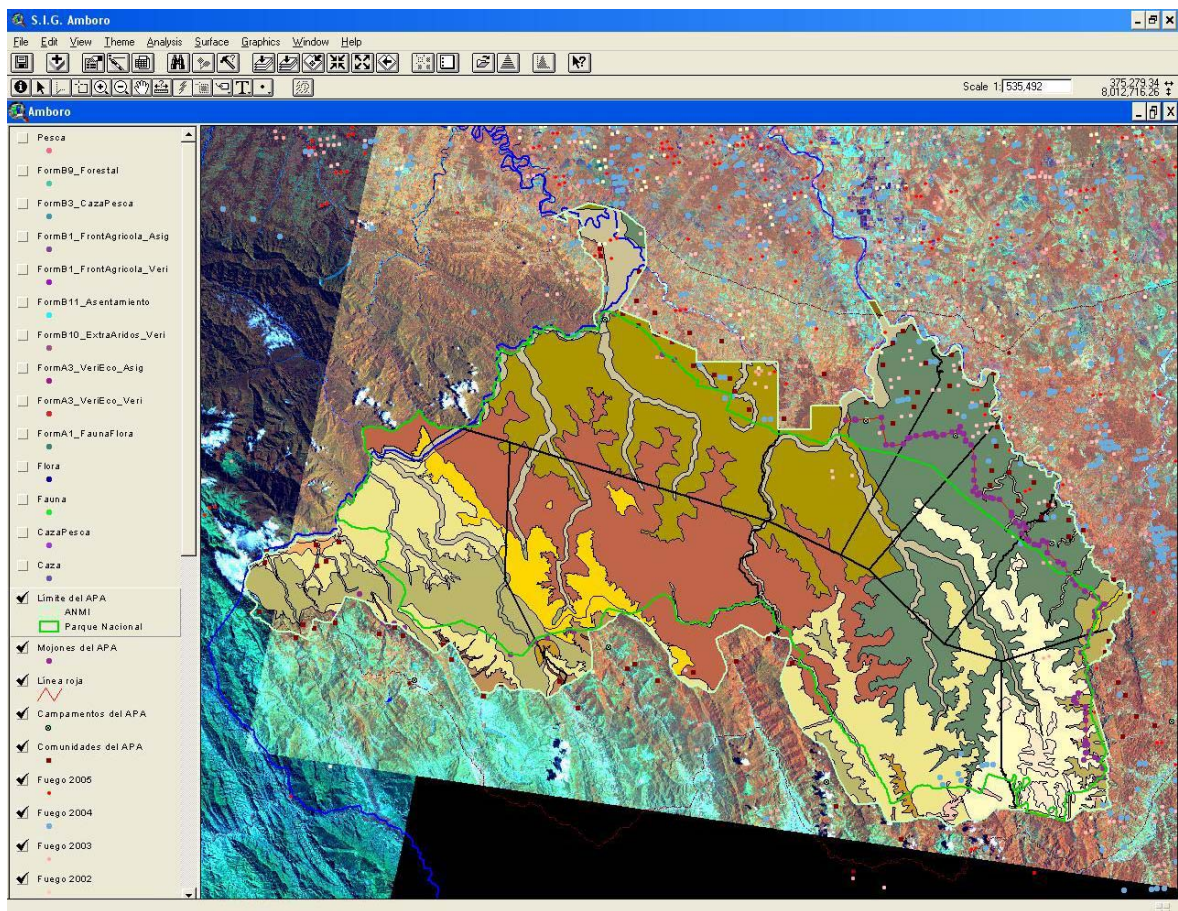 S.I.G. Amboro
File Edit View Theme Analysis Surface Graphics Window Help
Scale 1: 535,492
375,279.34
8,012,716.26
Amboro
Pesca
FormB9_Forestal
FormB3_CazaPesca
FormB1_FrontAgricola_Asig
FormB1_FrontAgricola_Veri
FormB11_Asentamiento
FormB10_ExtraAridos_Veri
FormA3_VeriEco_Asig
FormA3_VeriEco_Veri
FormA1_FaunaFlora
Flora
Fauna
CazaPesca
Caza
Límite del APA
ANMI
Parque Nacional
Mojones del APA
Línea roja
Campamentos del APA
Comunidades del APA
Fuego 2005
Fuego 2004
Fuego 2003
Fuego 2002